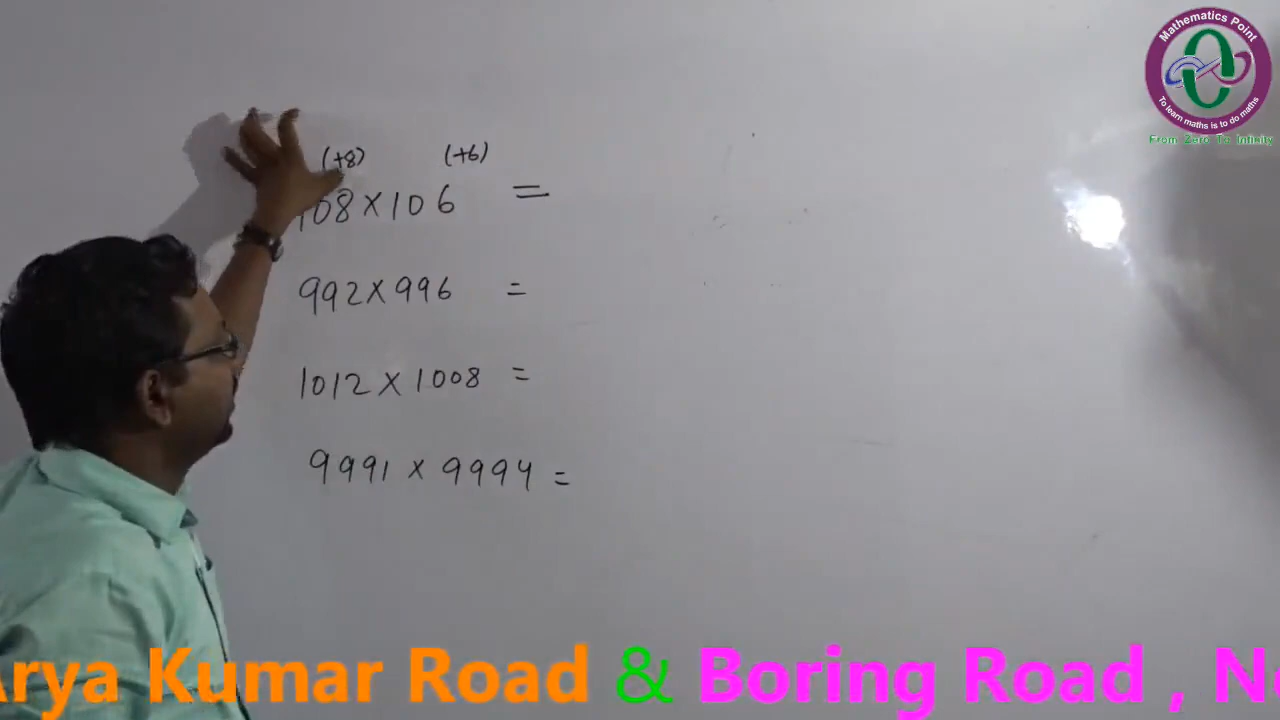 Mathematics Point
To learn maths is to do maths
From Zero To Infinity
(+8) (+6)
108 × 106 =
992 × 996 =
1012 × 1008 =
9991 × 9994 =
Arya Kumar Road & Boring Road , N